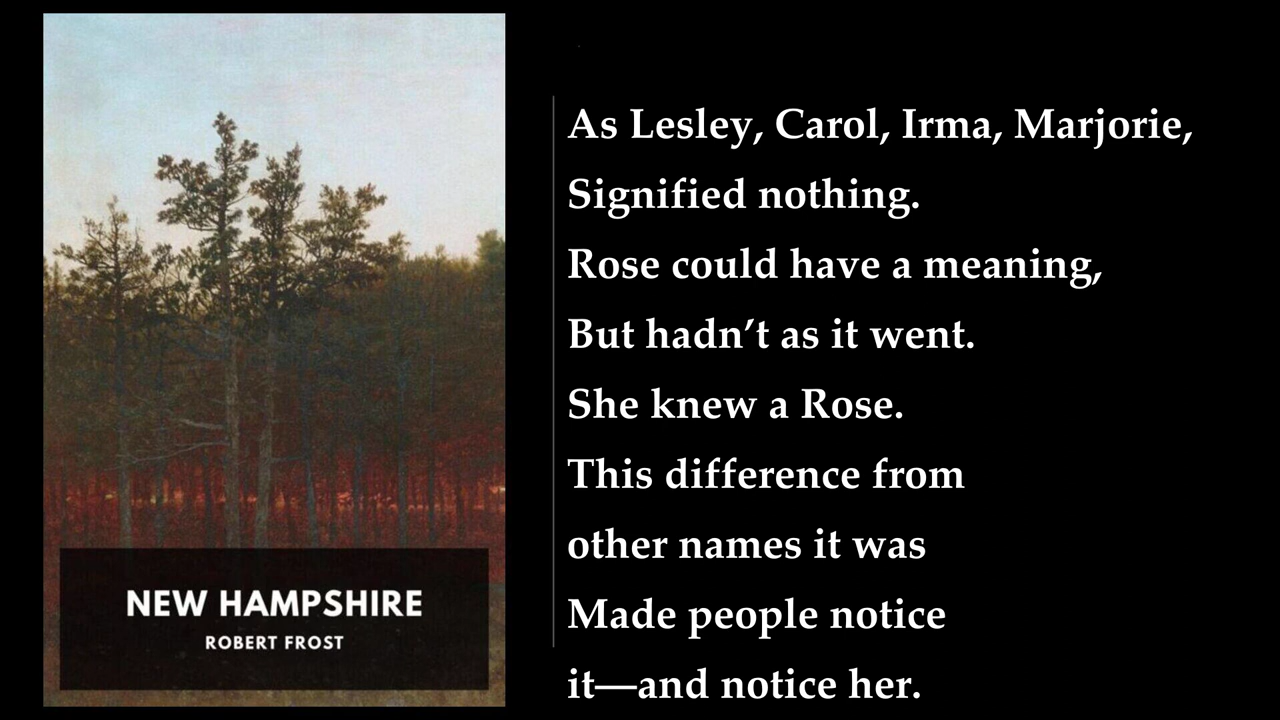 NEW HAMPSHIRE
ROBERT FROST
As Lesley, Carol, Irma, Marjorie,
Signified nothing.
Rose could have a meaning,
But hadn’t as it went.
She knew a Rose.
This difference from
other names it was
Made people notice
it—and notice her.